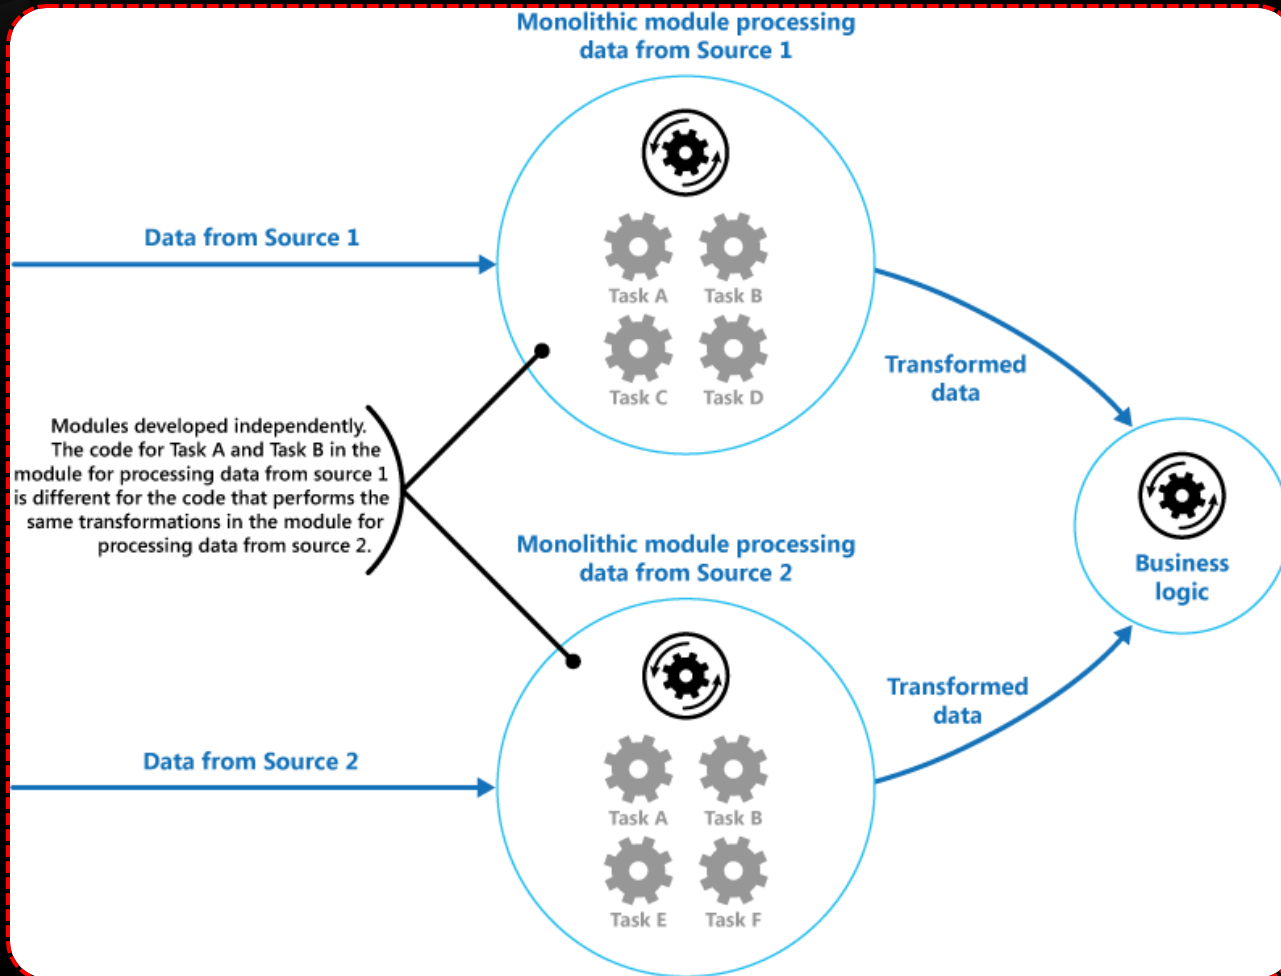 Monolithic module processing
data from Source 1
Data from Source 1
Task A
Task B
Task C
Task D
Transformed
data
Modules developed independently.
The code for Task A and Task B in the
module for processing data from source 1
is different for the code that performs the
same transformations in the module for
processing data from source 2.
Business
logic
Monolithic module processing
data from Source 2
Data from Source 2
Task A
Task B
Task E
Task F
Transformed
data